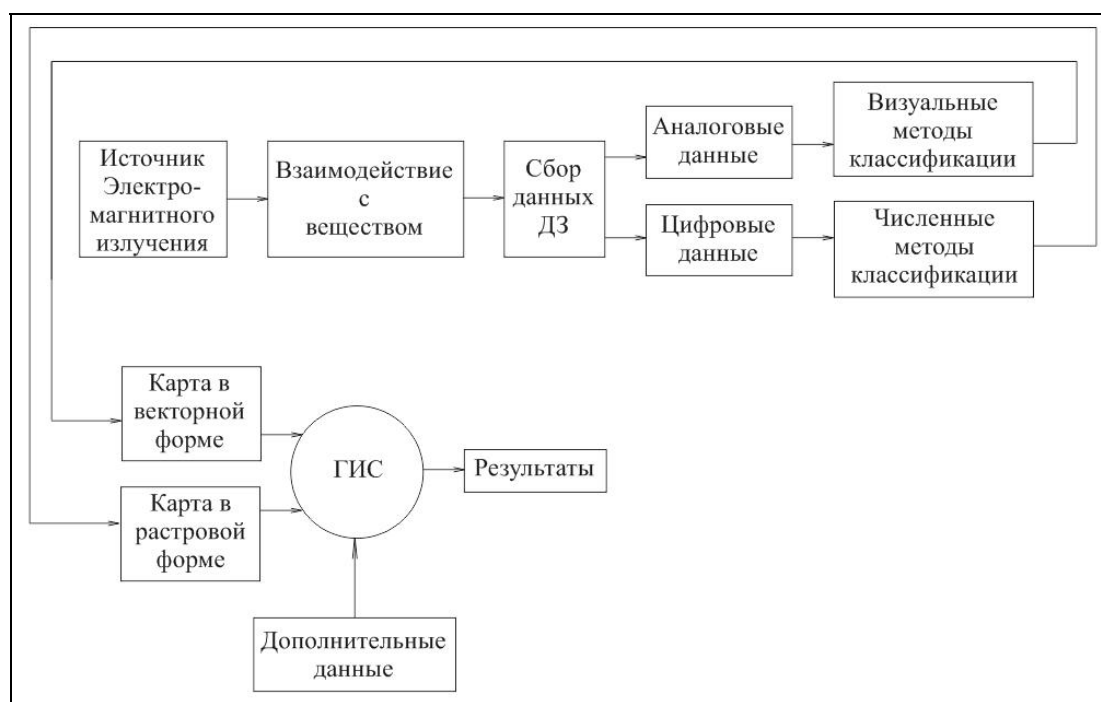 Источник
Электро-
магнитного
излучения
Взаимодействие
с
веществом
Сбор
данных
ДЗ
Аналоговые
данные
Визуальные
методы
классификации
Цифровые
данные
Численные
методы
классификации
Карта в
векторной
форме
Карта в
растровой
форме
ГИС
Результаты
Дополнительные
данные